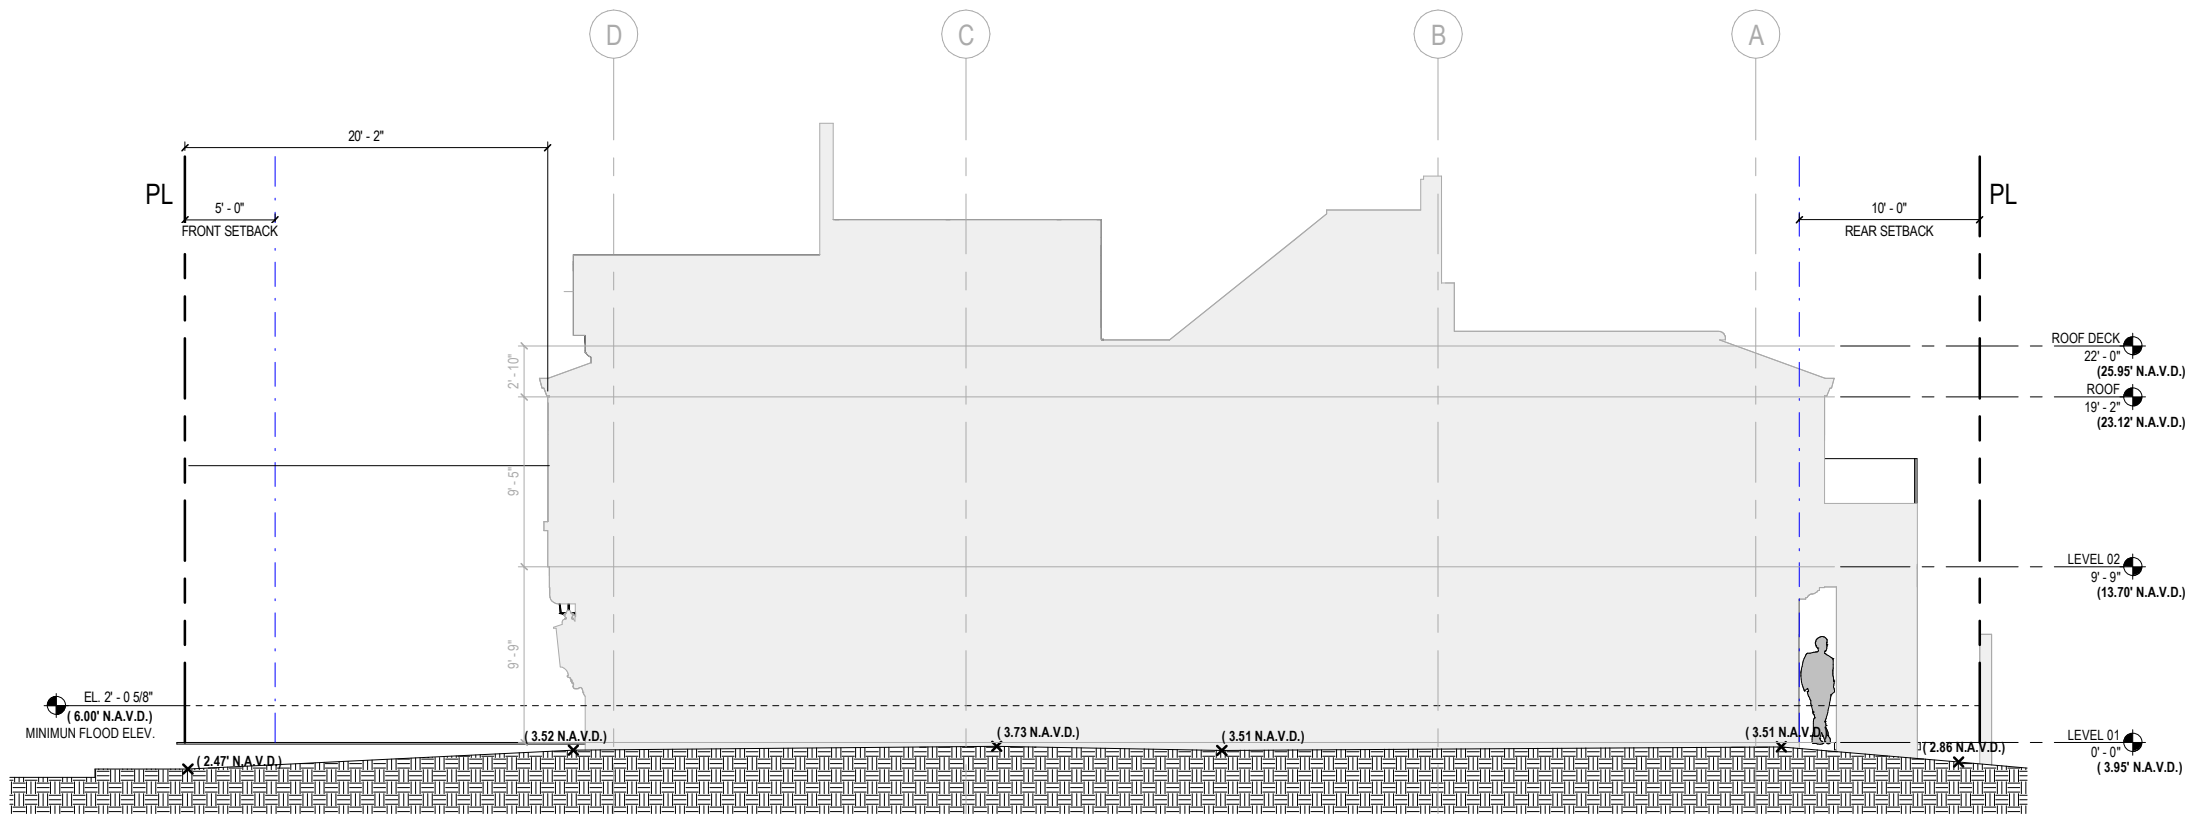 D
C
B
A
20' - 2"
PL
PL
5' - 0"
FRONT SETBACK
10' - 0"
REAR SETBACK
ROOF DECK
22' - 0"
(25.95' N.A.V.D.)
2' - 10"
ROOF
19' - 2"
(23.12' N.A.V.D.)
9' - 5"
LEVEL 02
9' - 9"
(13.70' N.A.V.D.)
9' - 9"
EL. 2' - 0 5/8"
( 6.00' N.A.V.D.)
MINIMUN FLOOD ELEV.
( 3.52 N.A.V.D.)
( 3.73 N.A.V.D.)
( 3.51 N.A.V.D.)
( 3.51 N.A.V.D.)
LEVEL 01
0' - 0"
( 3.95' N.A.V.D.)
( 2.86 N.A.V.D.)
( 2.47' N.A.V.D.)